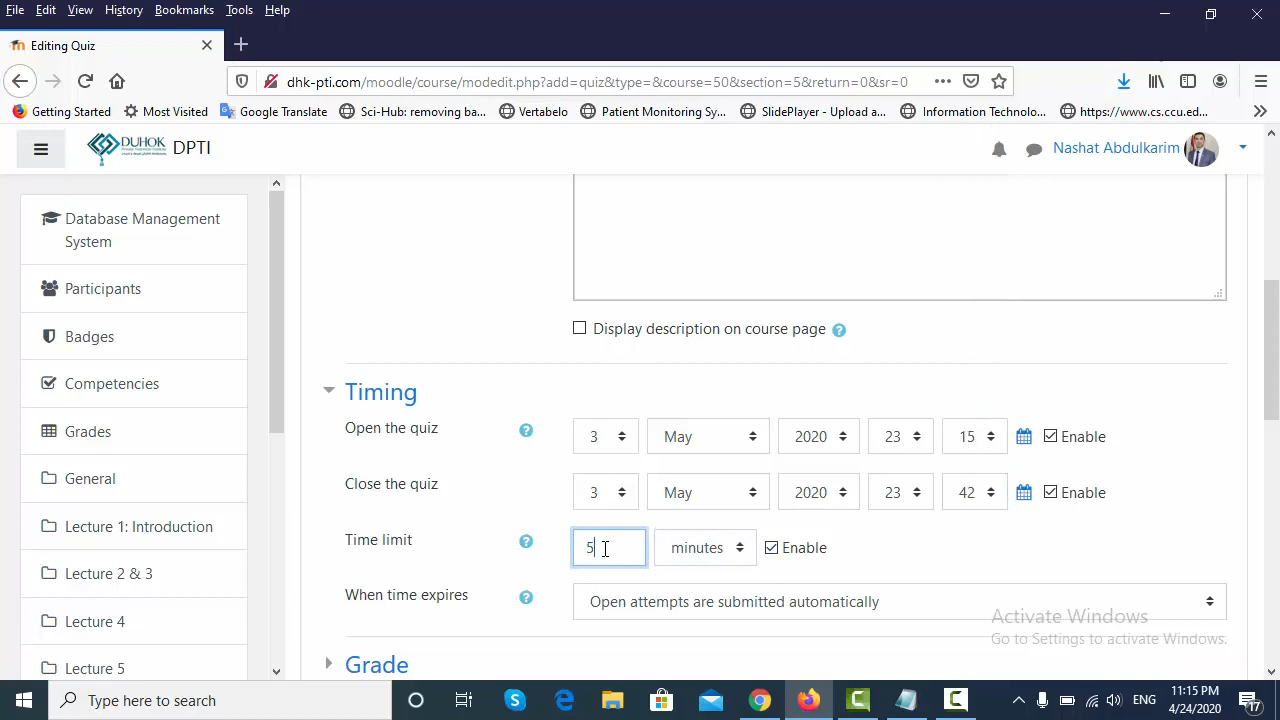 File Edit View History Bookmarks Tools Help
Editing Quiz
dhk-pti.com/moodle/course/modedit.php?add=quiz&type=&course=50&section=5&return=0&sr=0
Getting Started Most Visited Google Translate Sci-Hub: removing ba... Vertabelo Patient Monitoring Sy... SlidePlayer - Upload a... Information Technolo... https://www.cs.ccu.ed...
DUHOK DPTI Nashat Abdulkarim
Database Management
System
Participants
Badges
Competencies
Grades
General
Lecture 1: Introduction
Lecture 2 & 3
Lecture 4
Lecture 5
Display description on course page
Timing
Open the quiz 3 May 2020 23 15 Enable
Close the quiz 3 May 2020 23 42 Enable
Time limit 5 minutes Enable
When time expires Open attempts are submitted automatically
Grade
Activate Windows
Go to Settings to activate Windows.
Type here to search
ENG 11:15 PM
4/24/2020
17